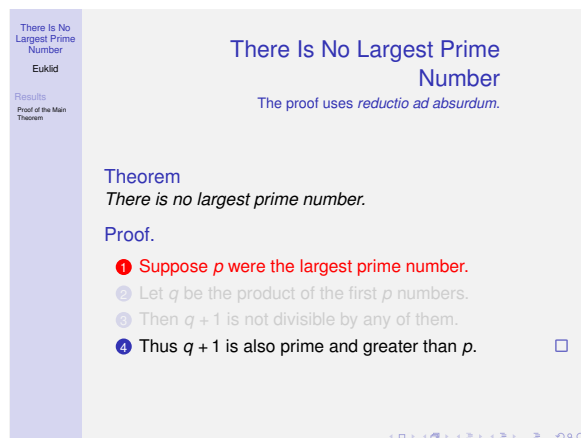 There Is No
Largest Prime
Number
Euklid
Results
Proof of the Main
Theorem
There Is No Largest Prime
Number
The proof uses reductio ad absurdum.
Theorem
There is no largest prime number.
Proof.
1 Suppose p were the largest prime number.
2 Let q be the product of the first p numbers.
3 Then q + 1 is not divisible by any of them.
4 Thus q + 1 is also prime and greater than p.